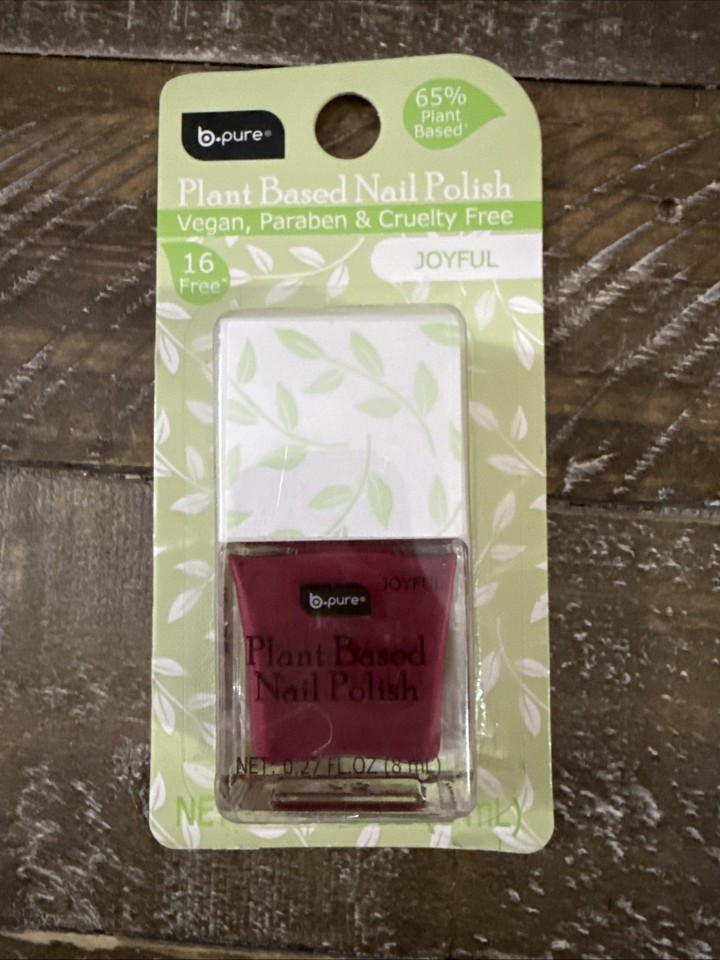 b.pure®
65%
Plant
Based†
Plant Based Nail Polish
Vegan, Paraben & Cruelty Free
16
Free*
JOYFUL
JOYFUL
b.pure®
Plant Based
Nail Polish
NET. 0.27 FL.OZ (8 mL)
mL)